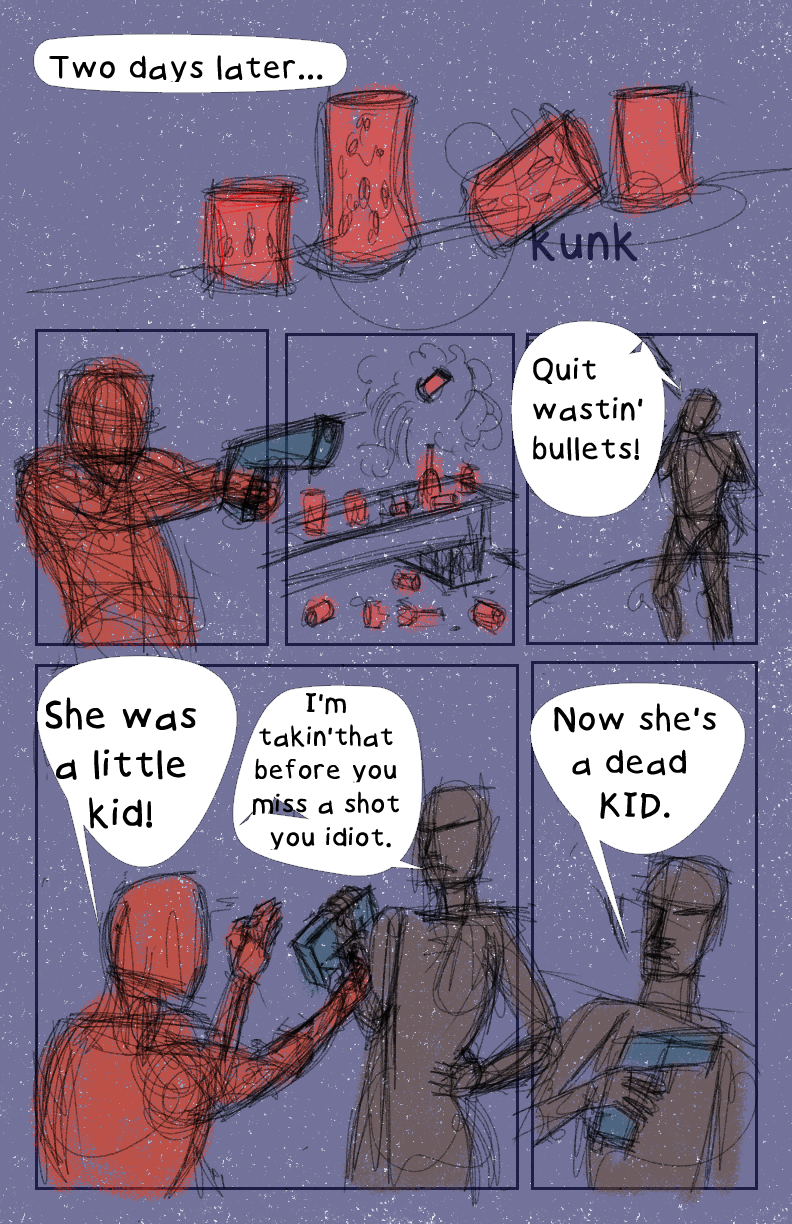 Two days later...
kunk
Quit
wastin'
bullets!
She was
a little
kid!
I'm
takin'that
before you
miss a shot
you idiot.
Now she's
a dead
KID.